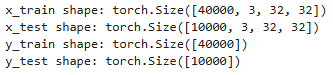 x_train shape: torch.Size([40000, 3, 32, 32])
x_test shape: torch.Size([10000, 3, 32, 32])
y_train shape: torch.Size([40000])
y_test shape: torch.Size([10000])